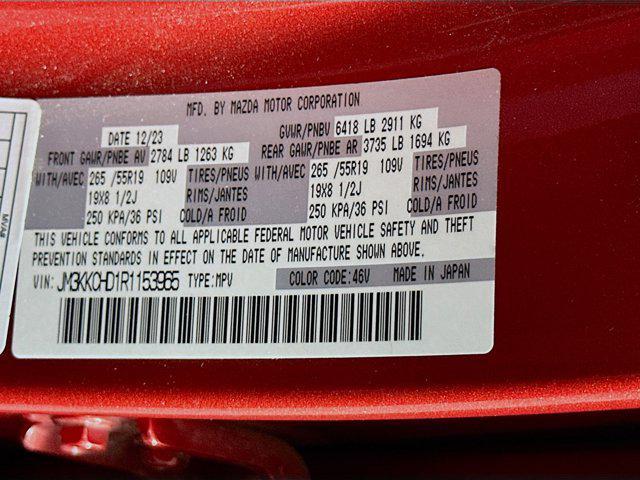 MFD. BY MAZDA MOTOR CORPORATION
DATE 12/23 GVWR/PNBV 6418 LB 2911 KG
FRONT GAWR/PNBE AV 2784 LB 1263 KG REAR GAWR/PNBE AR 3735 LB 1694 KG
WITH/AVEC 265 /55R19 109V TIRES/PNEUS WITH/AVEC 265 /55R19 109V TIRES/PNEUS
19X8 1/2J RIMS/JANTES 19X8 1/2J RIMS/JANTES
250 KPA/36 PSI COLD/A FROID 250 KPA/36 PSI COLD/A FROID
THIS VEHICLE CONFORMS TO ALL APPLICABLE FEDERAL MOTOR VEHICLE SAFETY AND THEFT
PREVENTION STANDARDS IN EFFECT ON THE DATE OF MANUFACTURE SHOWN ABOVE.
VIN: JM3KKCHD1R1153965 TYPE:MPV COLOR CODE:46V MADE IN JAPAN